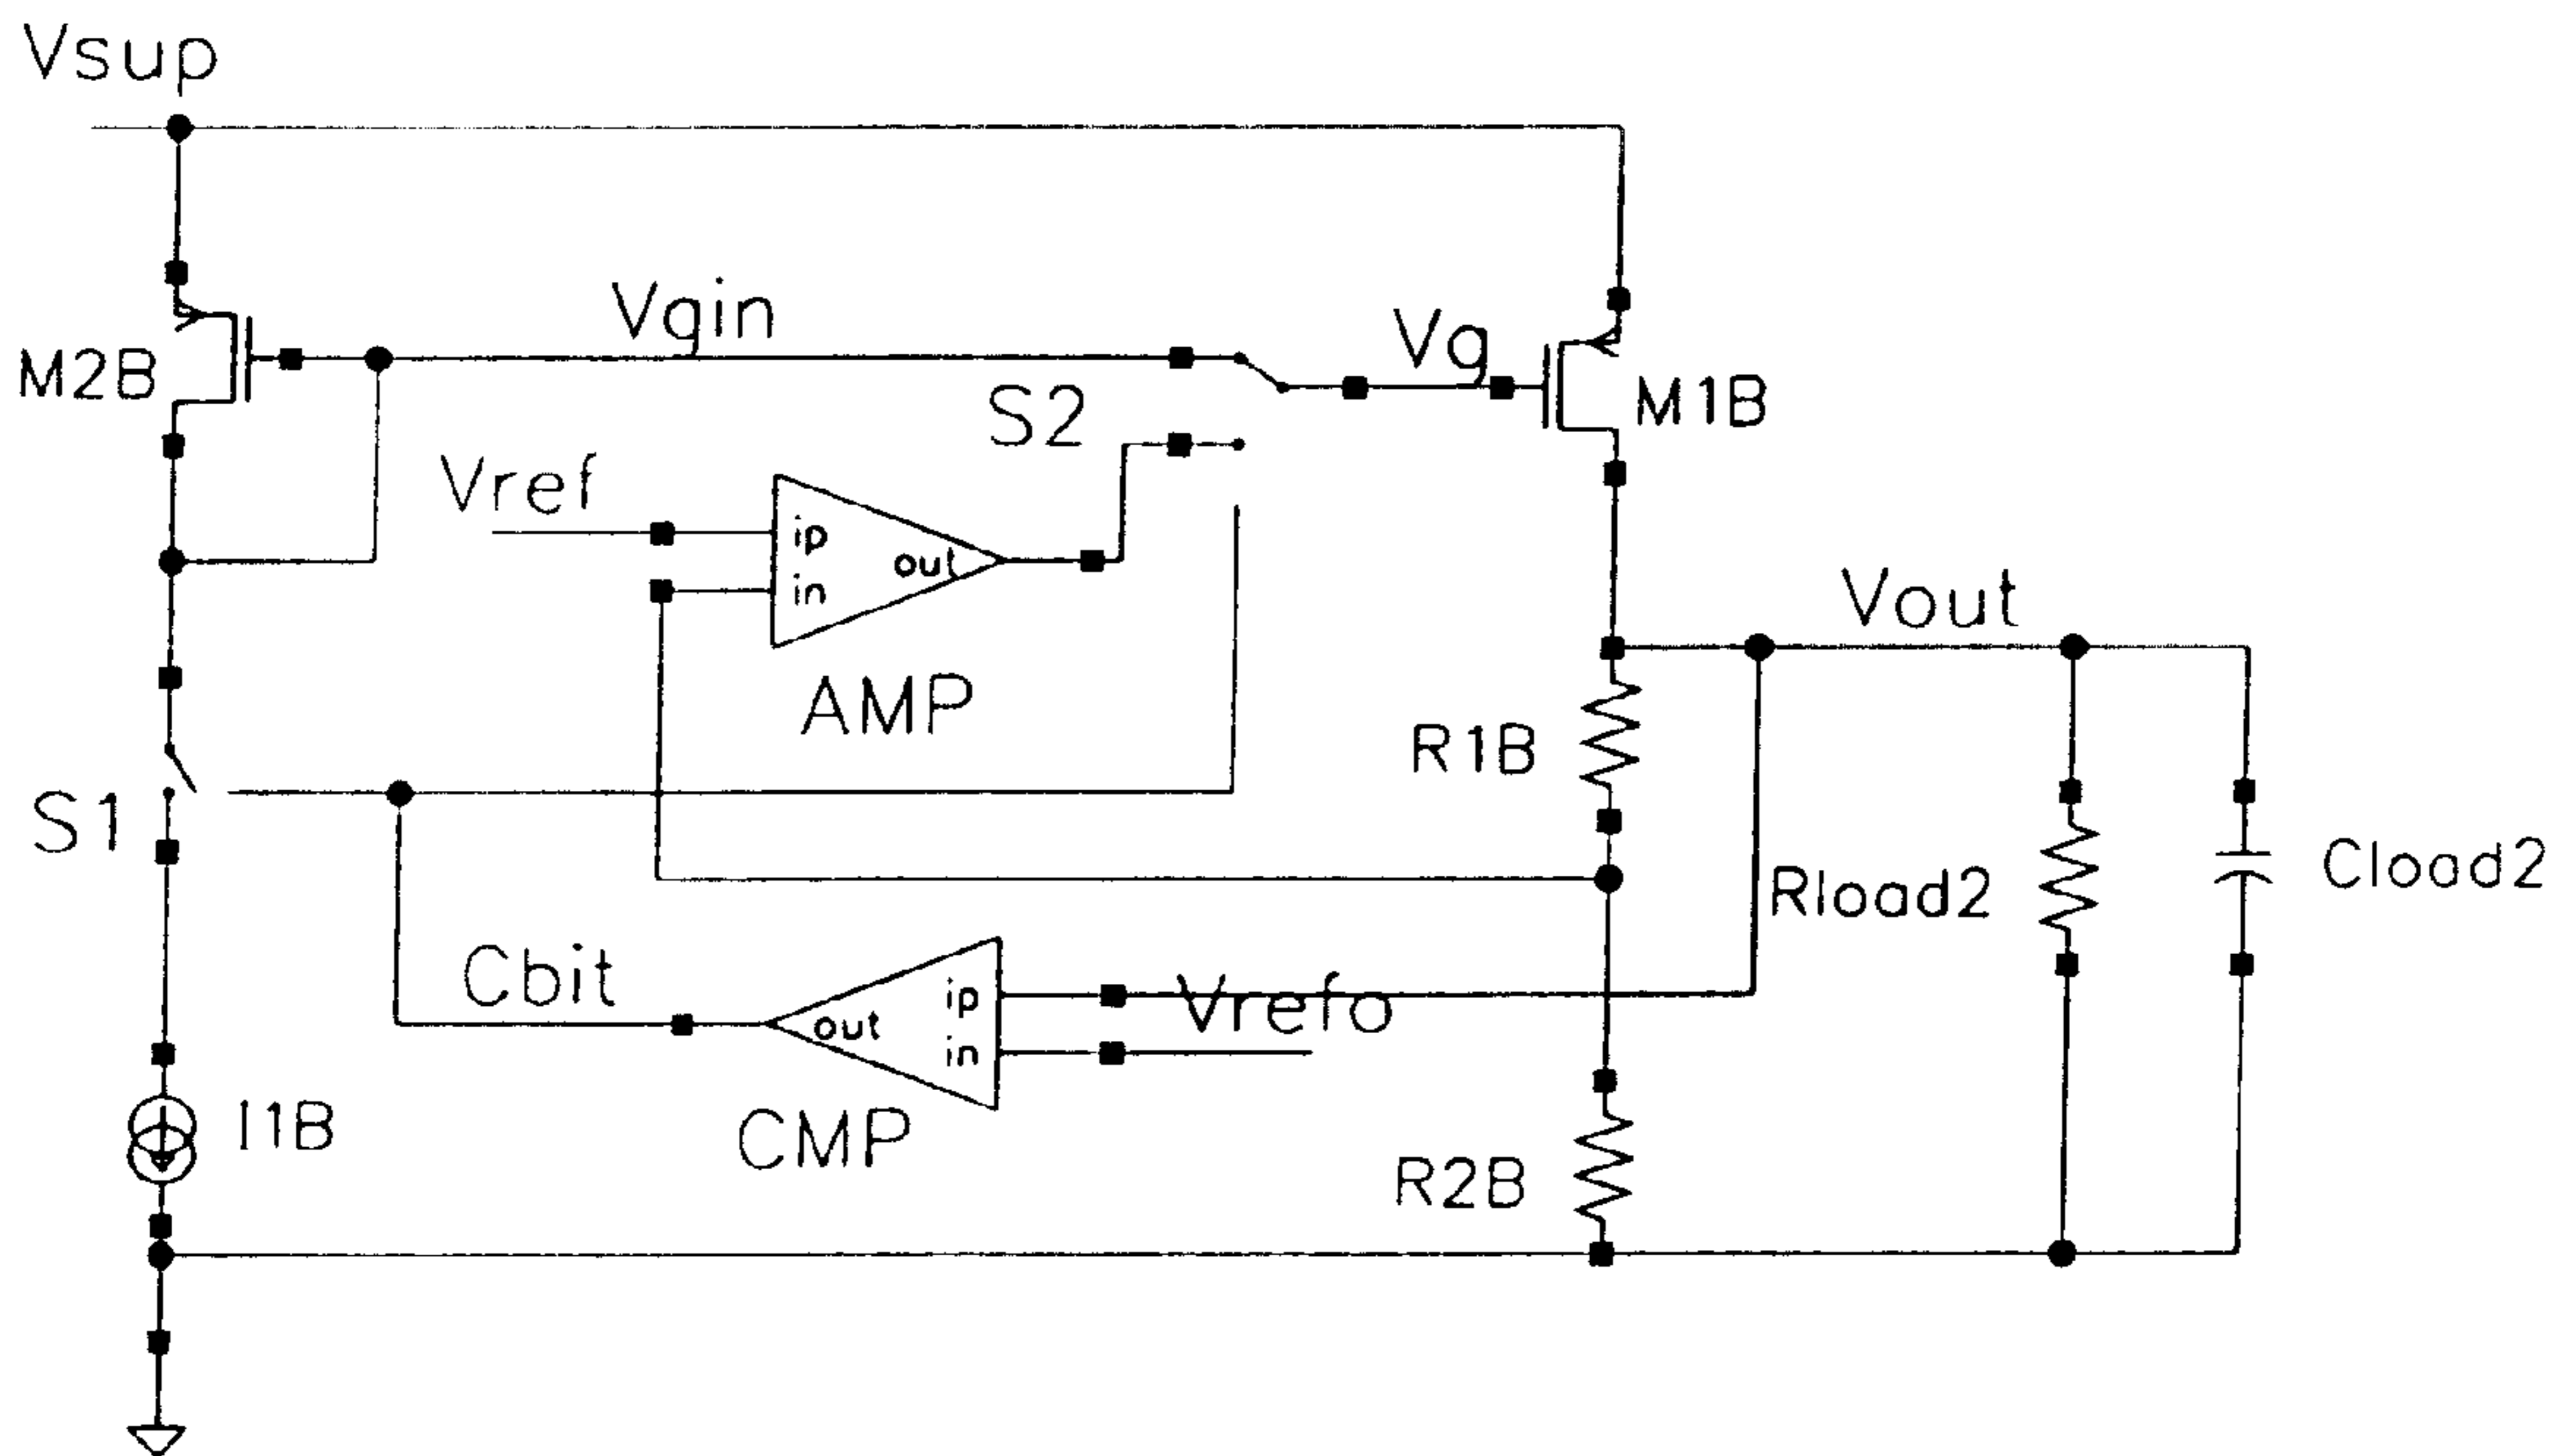 Vsup
Vgin
Vg
M2B
M1B
S2
Vref
ip
out
in
Vout
AMP
R1B
S1
Rload2
Cload2
Cbit
ip
Vrefo
out
in
I1B
CMP
R2B